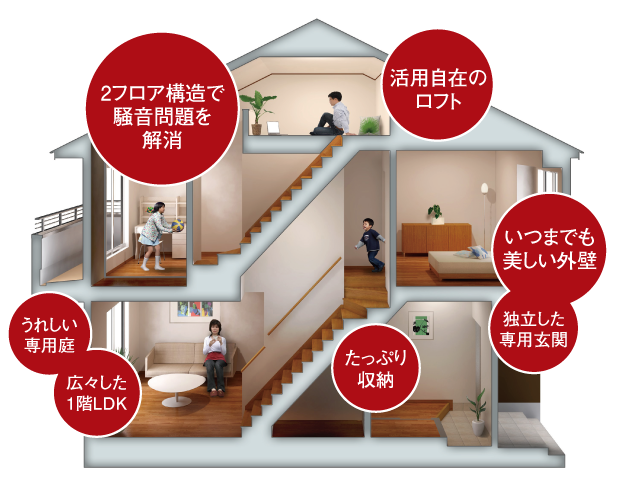 2フロア構造で
騒音問題を
解消
活用自在の
ロフト
いつまでも
美しい外壁
うれしい
専用庭
独立した
専用玄関
たっぷり
収納
広々した
1階LDK